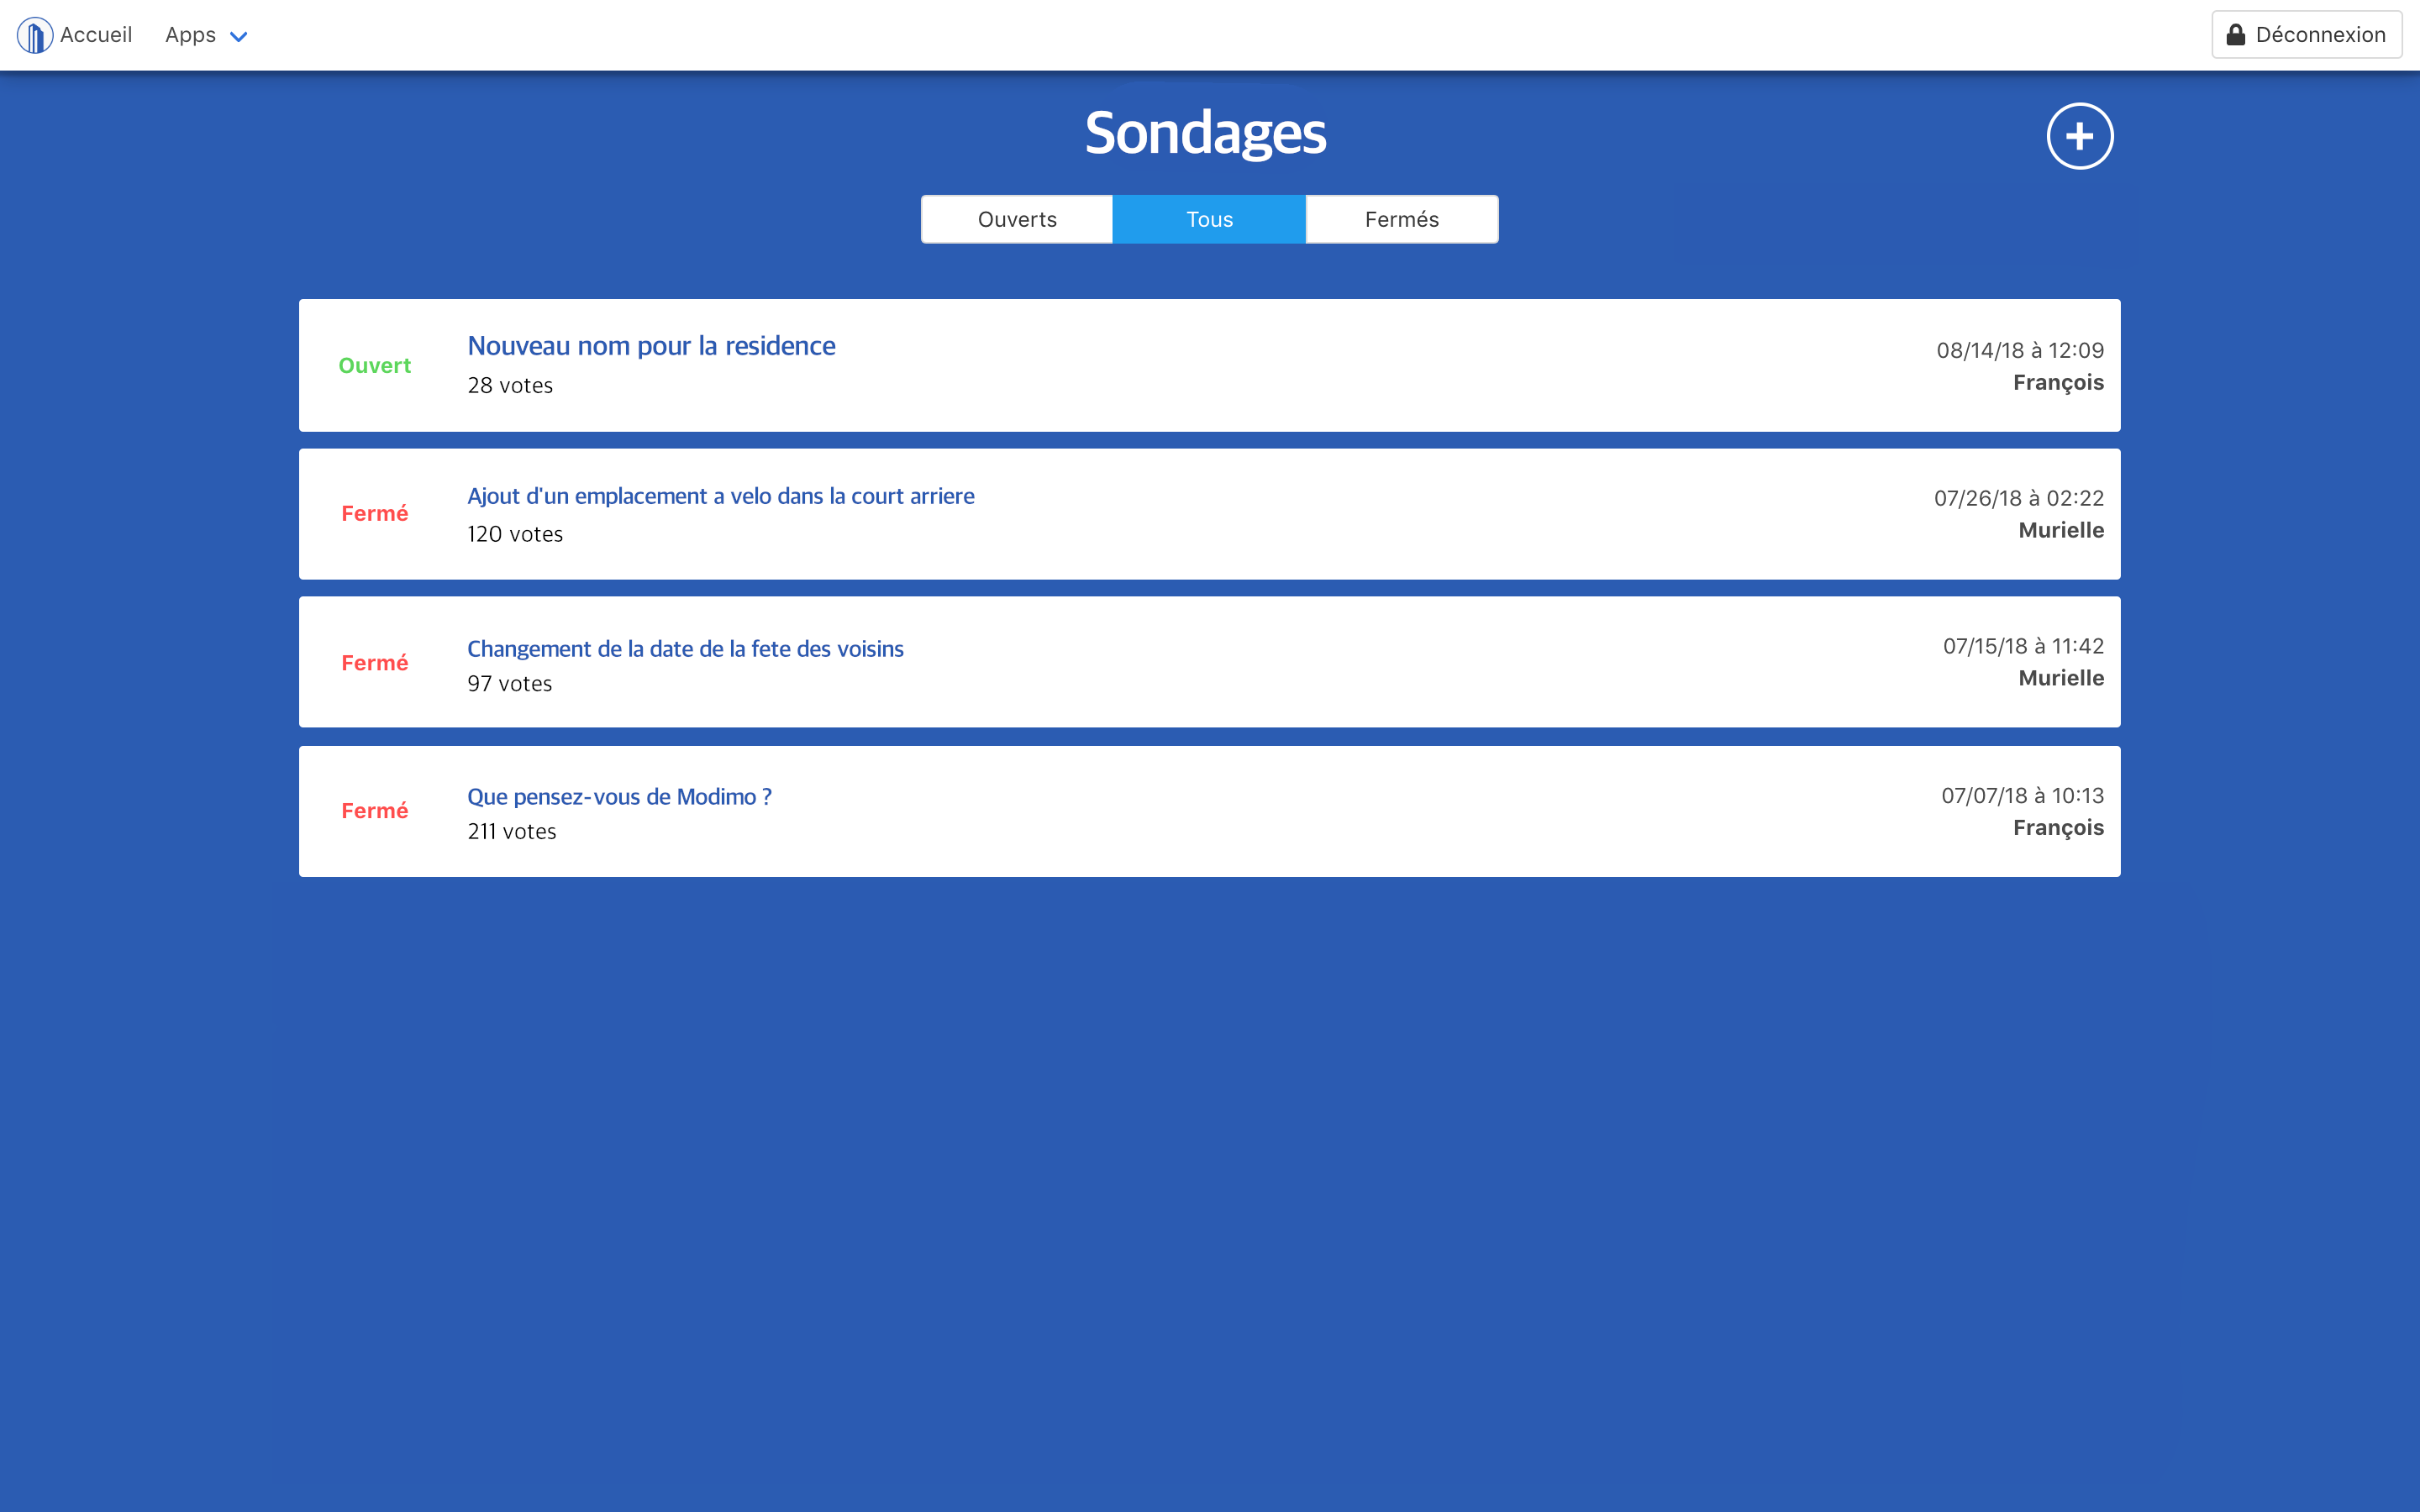 Accueil Apps Déconnexion
Sondages
Ouverts Tous Fermés
Ouvert
Nouveau nom pour la residence
28 votes
08/14/18 à 12:09
François
Fermé
Ajout d'un emplacement a velo dans la court arriere
120 votes
07/26/18 à 02:22
Murielle
Fermé
Changement de la date de la fete des voisins
97 votes
07/15/18 à 11:42
Murielle
Fermé
Que pensez-vous de Modimo ?
211 votes
07/07/18 à 10:13
François